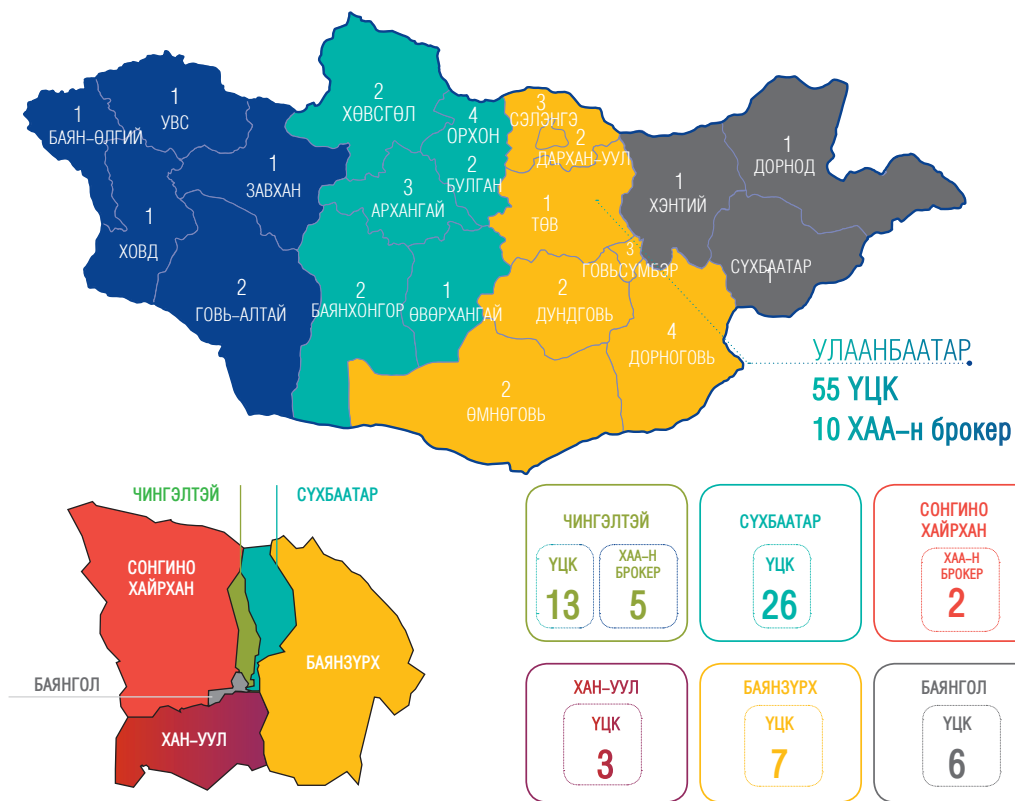 1
БАЯН–ӨЛГИЙ
1
УВС
1
ЗАВХАН
1
ХОВД
2
ГОВЬ–АЛТАЙ
2
ХӨВСГӨЛ
4
ОРХОН
2
БУЛГАН
3
АРХАНГАЙ
2
БАЯНХОНГОР
1
ӨВӨРХАНГАЙ
3
СЭЛЭНГЭ
2
ДАРХАН–УУЛ
1
ТӨВ
3
ГОВЬСҮМБЭР
2
ДУНДГОВЬ
4
ДОРНОГОВЬ
2
ӨМНӨГОВЬ
1
ХЭНТИЙ
1
ДОРНОД
СҮХБААТАР
1
УЛААНБААТАР
55 ҮЦК
10 ХАА–н брокер
ЧИНГЭЛТЭЙ
СҮХБААТАР
СОНГИНО
ХАЙРХАН
БАЯНЗҮРХ
БАЯНГОЛ
ХАН–УУЛ
ЧИНГЭЛТЭЙ
ҮЦК
13
ХАА–Н
БРОКЕР
5
СҮХБААТАР
ҮЦК
26
СОНГИНО
ХАЙРХАН
ХАА–Н
БРОКЕР
2
ХАН–УУЛ
ҮЦК
3
БАЯНЗҮРХ
ҮЦК
7
БАЯНГОЛ
ҮЦК
6